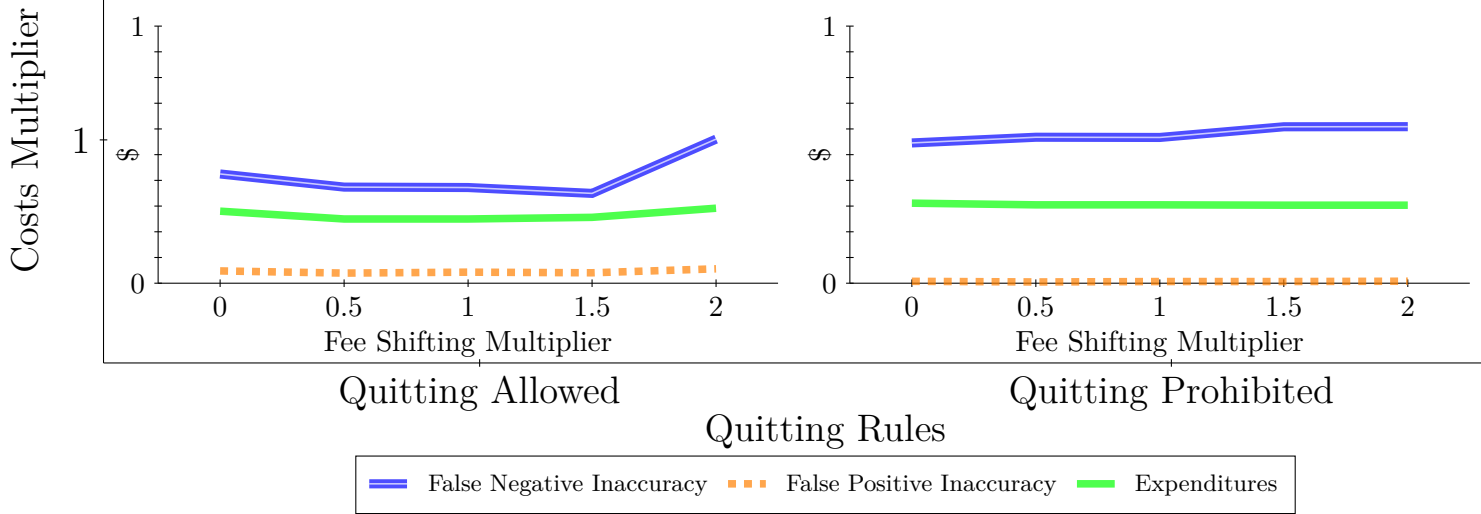 Costs Multiplier
1
1
$
0
0
0.5
1
1.5
2
Fee Shifting Multiplier
Quitting Allowed
1
$
0
0
0.5
1
1.5
2
Fee Shifting Multiplier
Quitting Prohibited
Quitting Rules
False Negative Inaccuracy
False Positive Inaccuracy
Expenditures